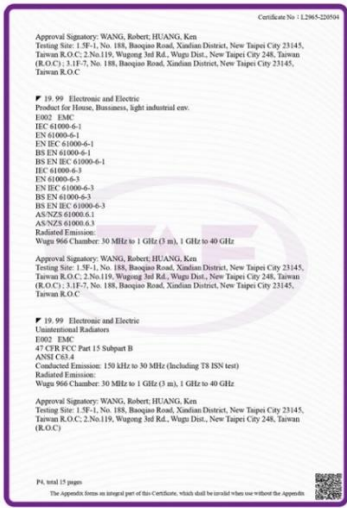 Certificate No : L2965-220504
Approval Signatory: WANG, Robert; HUANG, Ken
Testing Site: 1.5F-1, No. 188, Baoqiao Road, Xindian District, New Taipei City 23145,
Taiwan R.O.C; 2.No.119, Wugong 3rd Rd., Wugu Dist., New Taipei City 248, Taiwan
(R.O.C) ; 3.1F-7, No. 188, Baoqiao Road, Xindian District, New Taipei City 23145,
Taiwan R.O.C
19. 99 Electronic and Electric
Product for House, Bussiness, light industrial env.
E002 EMC
IEC 61000-6-1
EN 61000-6-1
EN IEC 61000-6-1
BS EN 61000-6-1
BS EN IEC 61000-6-1
IEC 61000-6-3
EN 61000-6-3
EN IEC 61000-6-3
BS EN 61000-6-3
BS EN IEC 61000-6-3
AS/NZS 61000.6.1
AS/NZS 61000.6.3
Radiated Emission:
Wugu 966 Chamber: 30 MHz to 1 GHz (3 m), 1 GHz to 40 GHz
Approval Signatory: WANG, Robert; HUANG, Ken
Testing Site: 1.5F-1, No. 188, Baoqiao Road, Xindian District, New Taipei City 23145,
Taiwan R.O.C; 2.No.119, Wugong 3rd Rd., Wugu Dist., New Taipei City 248, Taiwan
(R.O.C) ; 3.1F-7, No. 188, Baoqiao Road, Xindian District, New Taipei City 23145,
Taiwan R.O.C
19. 99 Electronic and Electric
Unintentional Radiators
E002 EMC
47 CFR FCC Part 15 Subpart B
ANSI C63.4
Conducted Emission: 150 kHz to 30 MHz (Including T8 ISN test)
Radiated Emission:
Wugu 966 Chamber: 30 MHz to 1 GHz (3 m), 1 GHz to 40 GHz
Approval Signatory: WANG, Robert; HUANG, Ken
Testing Site: 1.5F-1, No. 188, Baoqiao Road, Xindian District, New Taipei City 23145,
Taiwan R.O.C; 2.No.119, Wugong 3rd Rd., Wugu Dist., New Taipei City 248, Taiwan
(R.O.C)
P4, total 15 pages
The Appendix forms an integral part of this Certificate, which shall be invalid when use without the Appendix